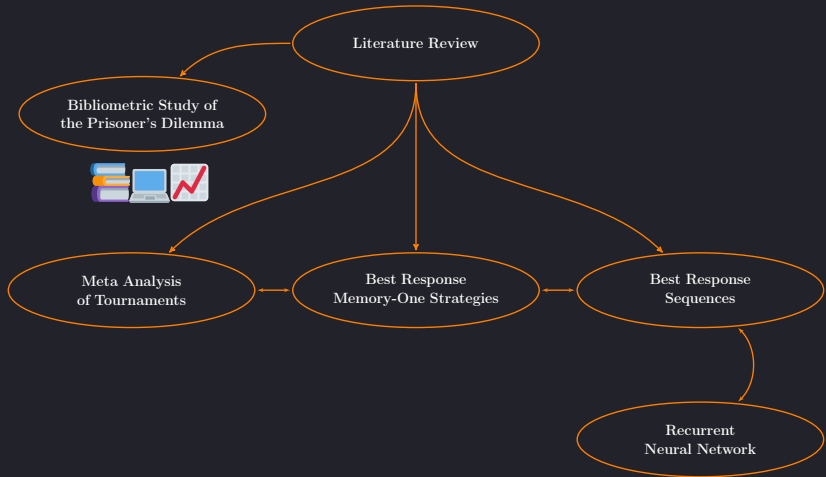 Literature Review
Bibliometric Study of
the Prisoner's Dilemma
Meta Analysis
of Tournaments
Best Response
Memory-One Strategies
Best Response
Sequences
Recurrent
Neural Network